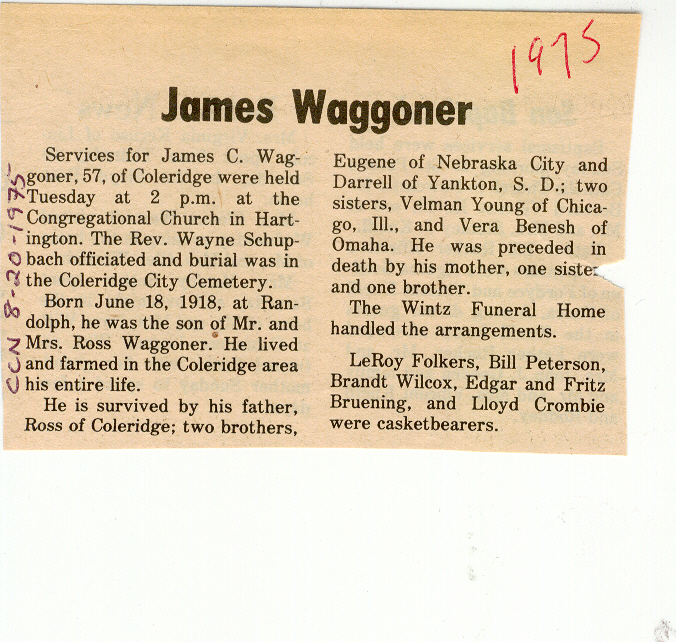 1975
James Waggoner
CCN 8-20-1975
Services for James C. Wag-
goner, 57, of Coleridge were held
Tuesday at 2 p.m. at the
Congregational Church in Hart-
ington. The Rev. Wayne Schup-
bach officiated and burial was in
the Coleridge City Cemetery.
Born June 18, 1918, at Ran-
dolph, he was the son of Mr. and
Mrs. Ross Waggoner. He lived
and farmed in the Coleridge area
his entire life.
He is survived by his father,
Ross of Coleridge; two brothers,
Eugene of Nebraska City and
Darrell of Yankton, S. D.; two
sisters, Velman Young of Chica-
go, Ill., and Vera Benesh of
Omaha. He was preceded in
death by his mother, one sister
and one brother.
The Wintz Funeral Home
handled the arrangements.
LeRoy Folkers, Bill Peterson,
Brandt Wilcox, Edgar and Fritz
Bruening, and Lloyd Crombie
were casketbearers.